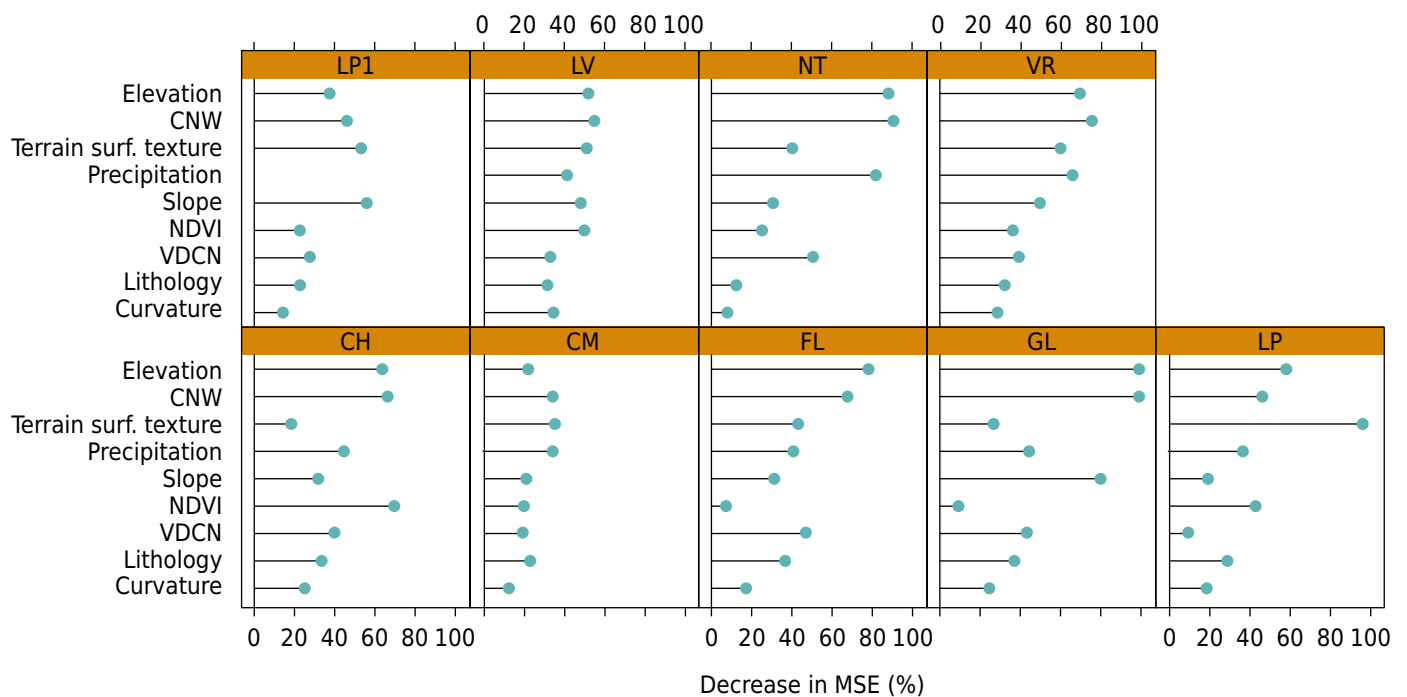 0 20 40 60 80 100 0 20 40 60 80 100
LP1 LV NT VR
Elevation
CNW
Terrain surf. texture
Precipitation
Slope
NDVI
VDCN
Lithology
Curvature
CH CM FL GL LP
Elevation
CNW
Terrain surf. texture
Precipitation
Slope
NDVI
VDCN
Lithology
Curvature
0 20 40 60 80 100 0 20 40 60 80 100 0 20 40 60 80 100
Decrease in MSE (%)